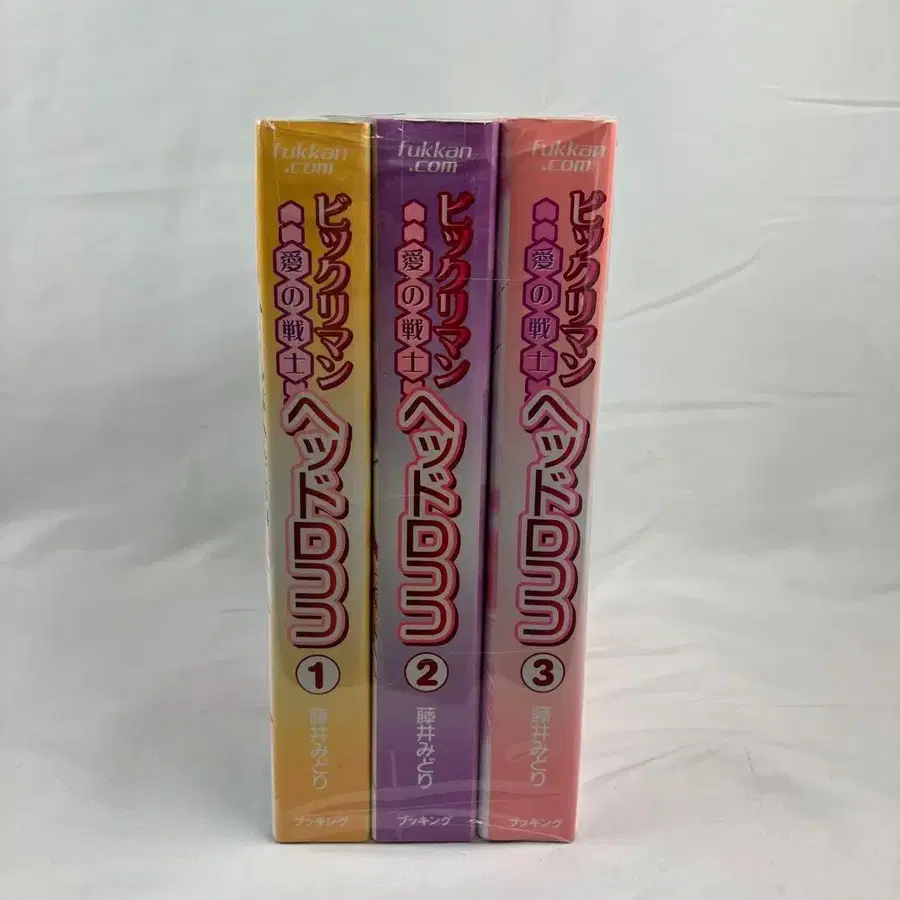 fukkan
.com
ビックリマン
愛の戦士
ヘッドロココ
①
藤井みどり
ブッキング
fukkan
.com
ビックリマン
愛の戦士
ヘッドロココ
②
藤井みどり
ブッキング
fukkan
.com
ビックリマン
愛の戦士
ヘッドロココ
③
藤井みどり
ブッキング